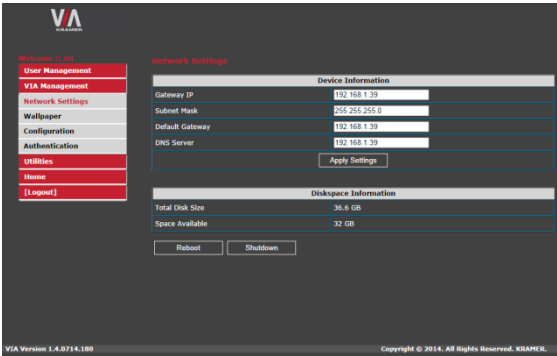 VIA
KRAMER
Network Settings
User Management
VIA Management
Network Settings
Wallpaper
Configuration
Authentication
Utilities
Home
[Logout]
Device Information
Gateway IP 192.168.1.39
Subnet Mask 255.255.255.0
Default Gateway 192.168.1.39
DNS Server 192.168.1.39
Apply Settings
Diskspace Information
Total Disk Size 36.6 GB
Space Available 32 GB
Reboot Shutdown
VIA Version 1.4.0714.180 Copyright © 2014. All Rights Reserved. KRAMER.